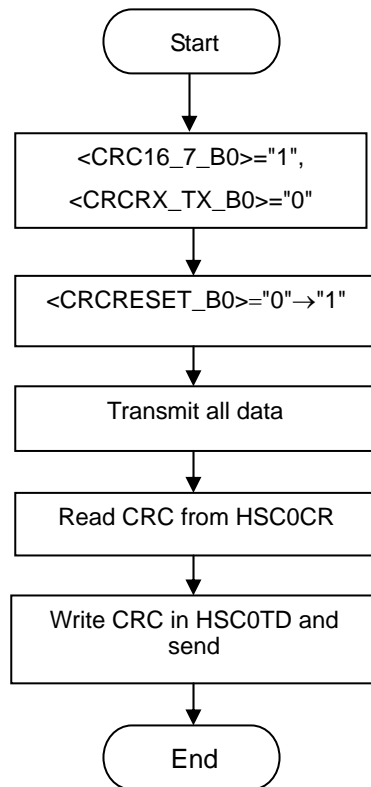 Start
<CRC16_7_B0>="1",
<CRCRX_TX_B0>="0"
<CRCRESET_B0>="0"→"1"
Transmit all data
Read CRC from HSC0CR
Write CRC in HSC0TD and
send
End